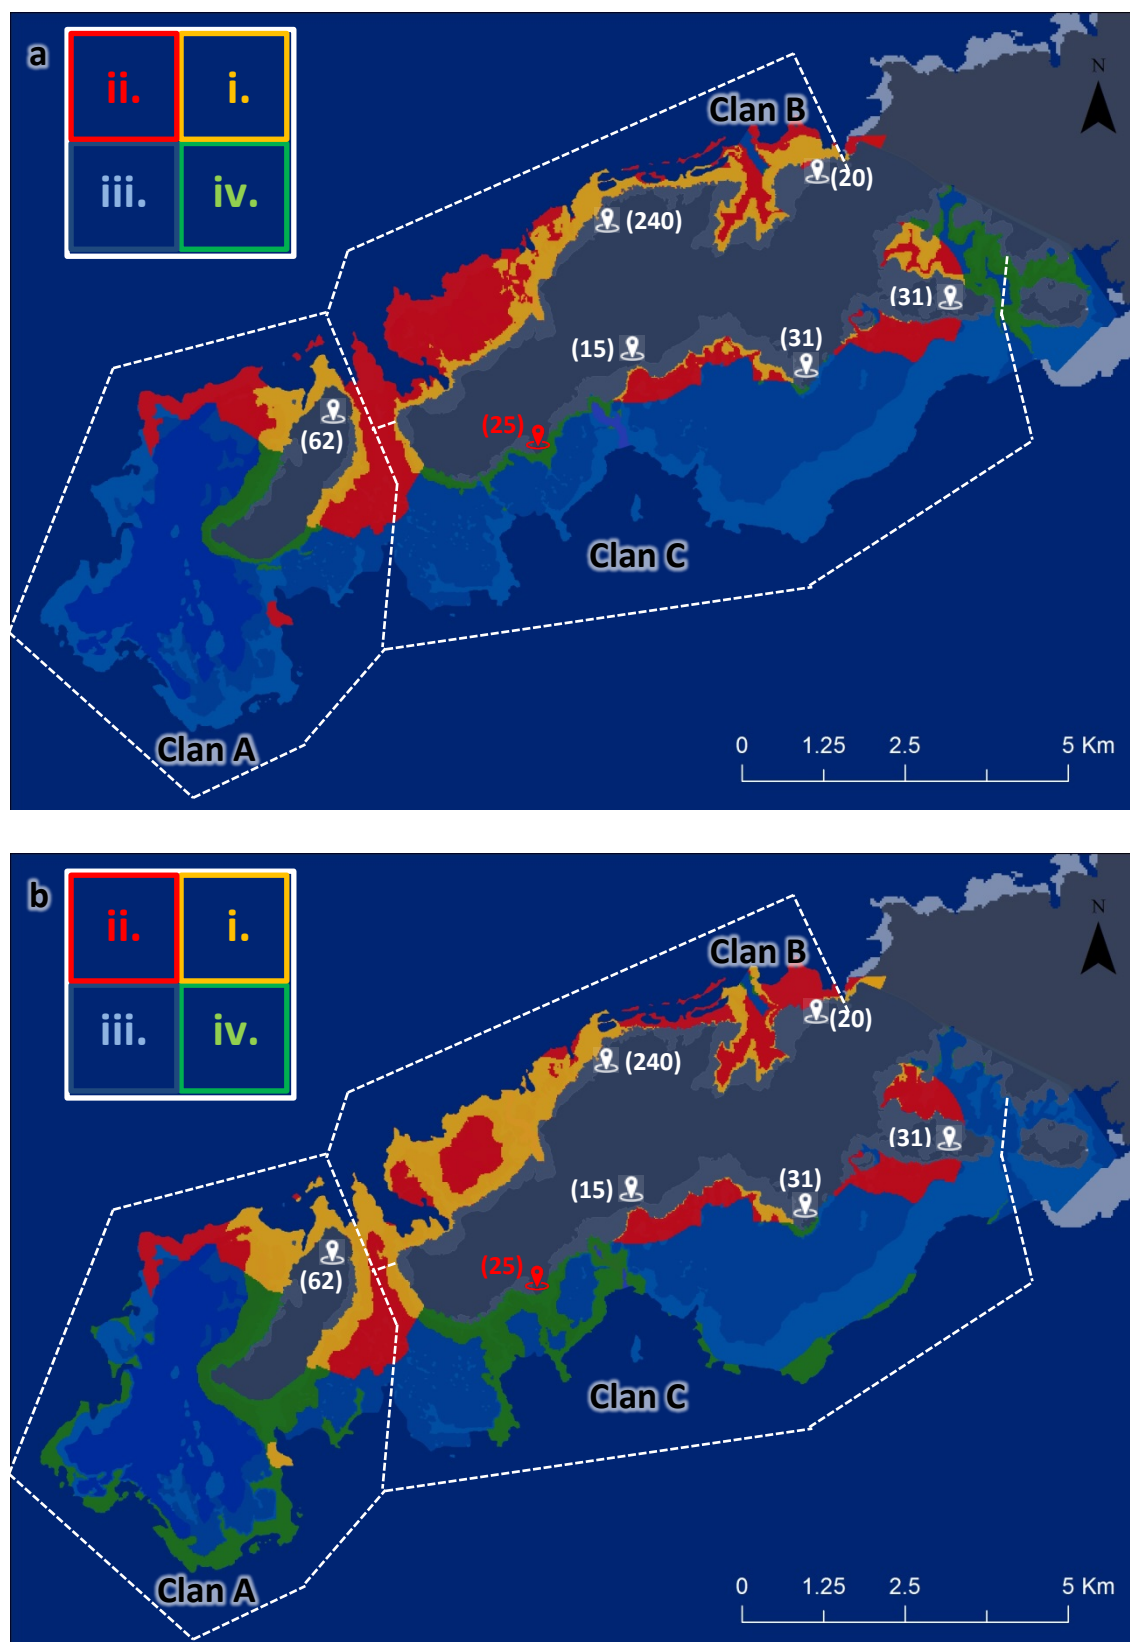 a
ii. i.
iii. iv.
N
Clan B
(20)
(240)
(31)
(15)
(31)
(25)
(62)
Clan C
Clan A
0 1.25 2.5 5 Km
b
ii. i.
iii. iv.
N
Clan B
(20)
(240)
(31)
(15)
(31)
(25)
(62)
Clan C
Clan A
0 1.25 2.5 5 Km